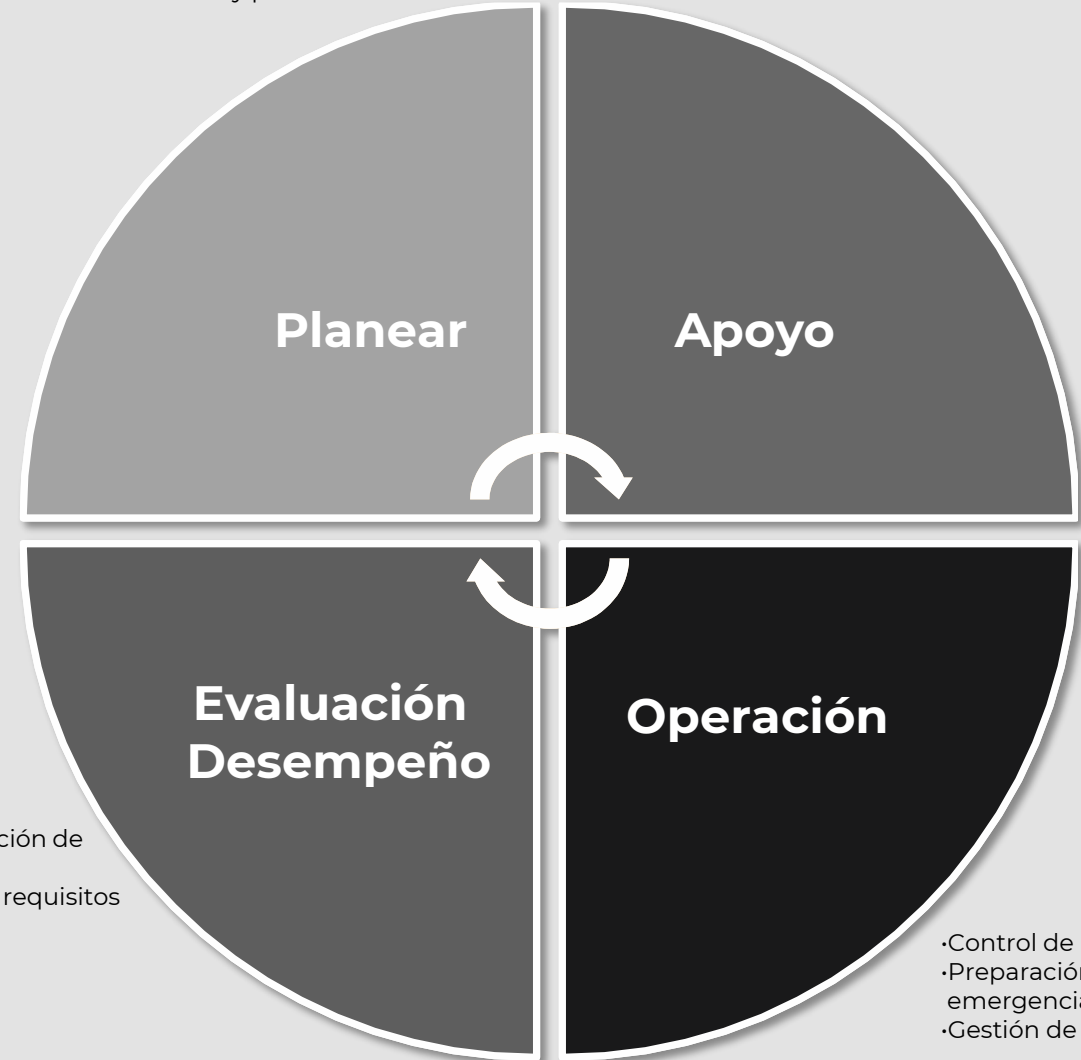 Planear
Apoyo
Evaluación
Desempeño
Operación
ción de
requisitos
•Control de
•Preparación
emergencia
•Gestión de